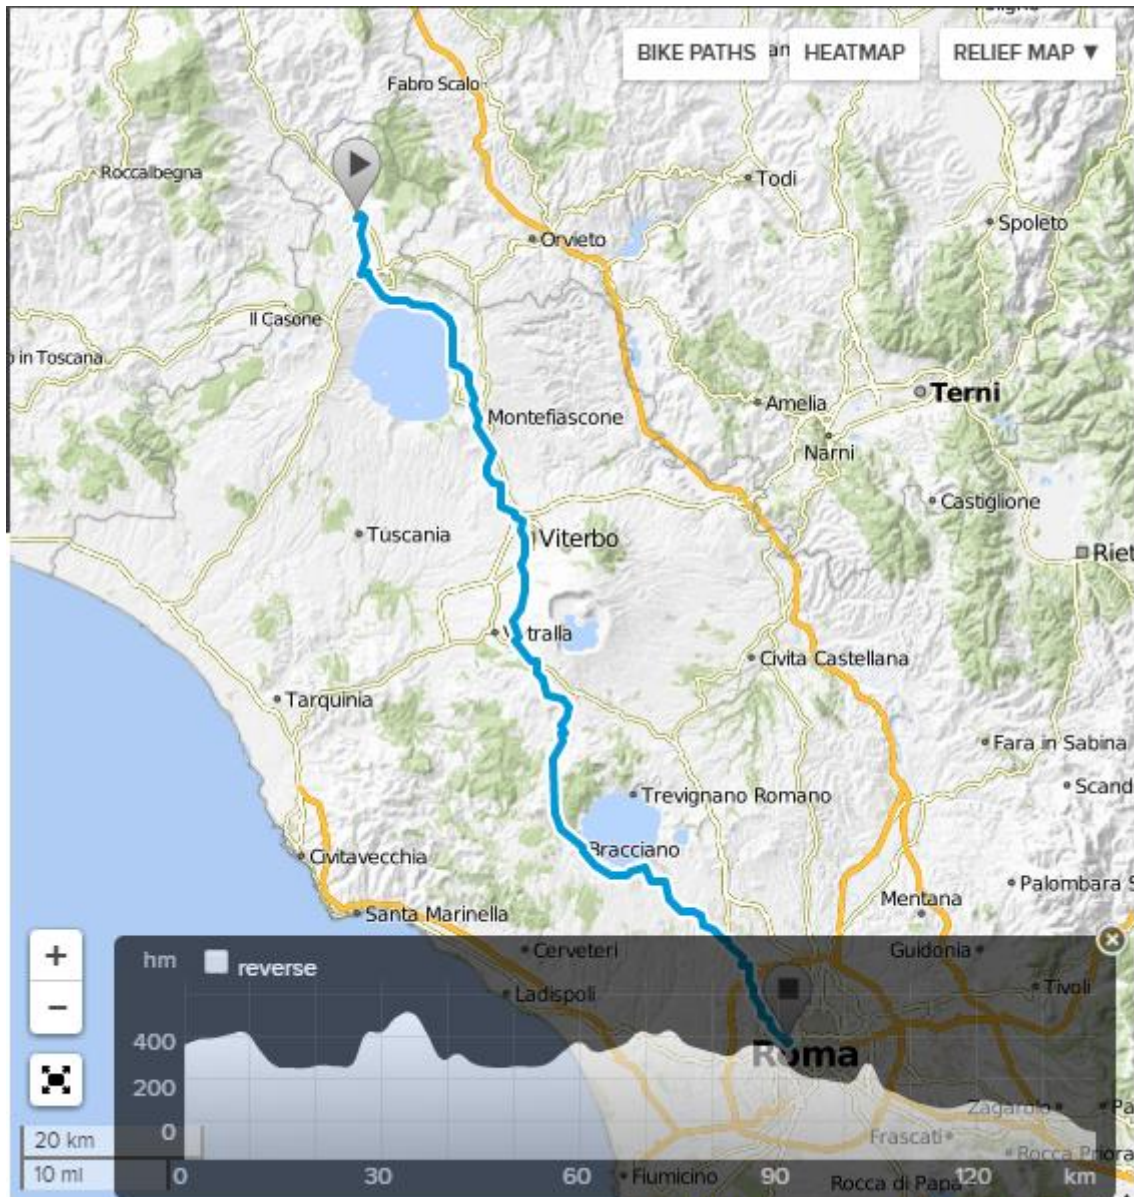 BIKE PATHS
HEATMAP
RELIEF MAP ▼
Fabro Scalo
Roccalbegna
Todi
Spoleto
Orvieto
Il Casone
in Toscana
Terni
Amelia
Montefiascone
Narni
Castiglione
Tuscania
Viterbo
Riet
tralla
Civita Castellana
Tarquinia
Fara in Sabina
Scand
Trevignano Romano
Bracciano
Civitavecchia
Palombara S
Mentana
Santa Marinella
Cerveteri
Guidonia
+
hm
reverse
Tivoli
Ladispoli
−
400
Roma
200
Zagarolo
Pa
0
Frascati
20 km
Rocca Priora
10 mi
0
30
60
90
120
km
Fiumicino
Rocca di Papa